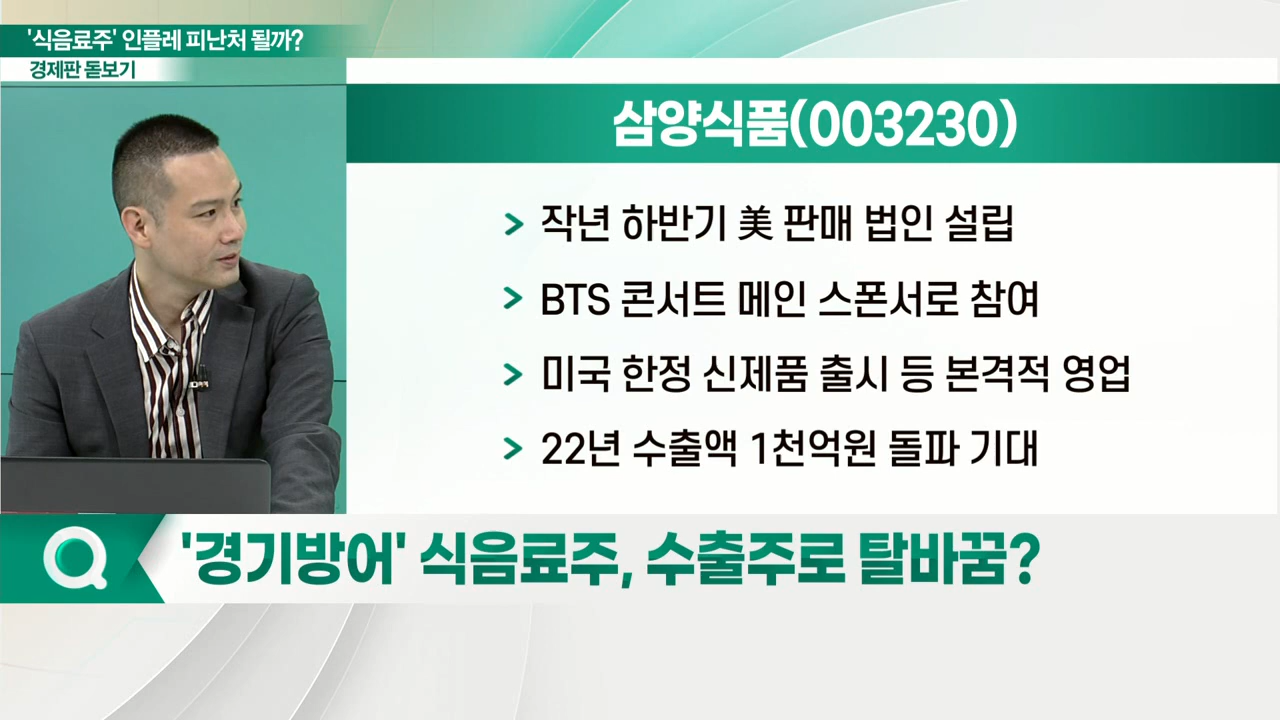 '식음료주' 인플레 피난처 될까?
경제판 돋보기
삼양식품(003230)
> 작년 하반기 美 판매 법인 설립
> BTS 콘서트 메인 스폰서로 참여
> 미국 한정 신제품 출시 등 본격적 영업
> 22년 수출액 1천억원 돌파 기대
'경기방어' 식음료주, 수출주로 탈바꿈?